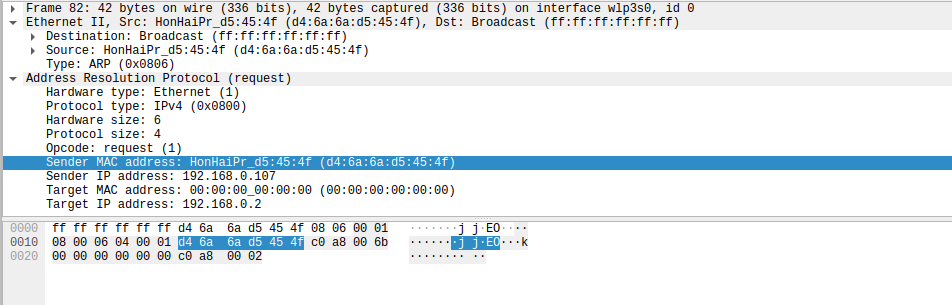 Frame 82: 42 bytes on wire (336 bits), 42 bytes captured (336 bits) on interface wlp3s0, id 0
Ethernet II, Src: HonHaiPr_d5:45:4f (d4:6a:6a:d5:45:4f), Dst: Broadcast (ff:ff:ff:ff:ff:ff)
Destination: Broadcast (ff:ff:ff:ff:ff:ff)
Source: HonHaiPr_d5:45:4f (d4:6a:6a:d5:45:4f)
Type: ARP (0x0806)
Address Resolution Protocol (request)
Hardware type: Ethernet (1)
Protocol type: IPv4 (0x0800)
Hardware size: 6
Protocol size: 4
Opcode: request (1)
Sender MAC address: HonHaiPr_d5:45:4f (d4:6a:6a:d5:45:4f)
Sender IP address: 192.168.0.107
Target MAC address: 00:00:00_00:00:00 (00:00:00:00:00:00)
Target IP address: 192.168.0.2
0000 ff ff ff ff ff ff d4 6a 6a d5 45 4f 08 06 00 01 ·······j j·EO····
0010 08 00 06 04 00 01 d4 6a 6a d5 45 4f c0 a8 00 6b ·······j j·EO···k
0020 00 00 00 00 00 00 c0 a8 00 02 ········ ··